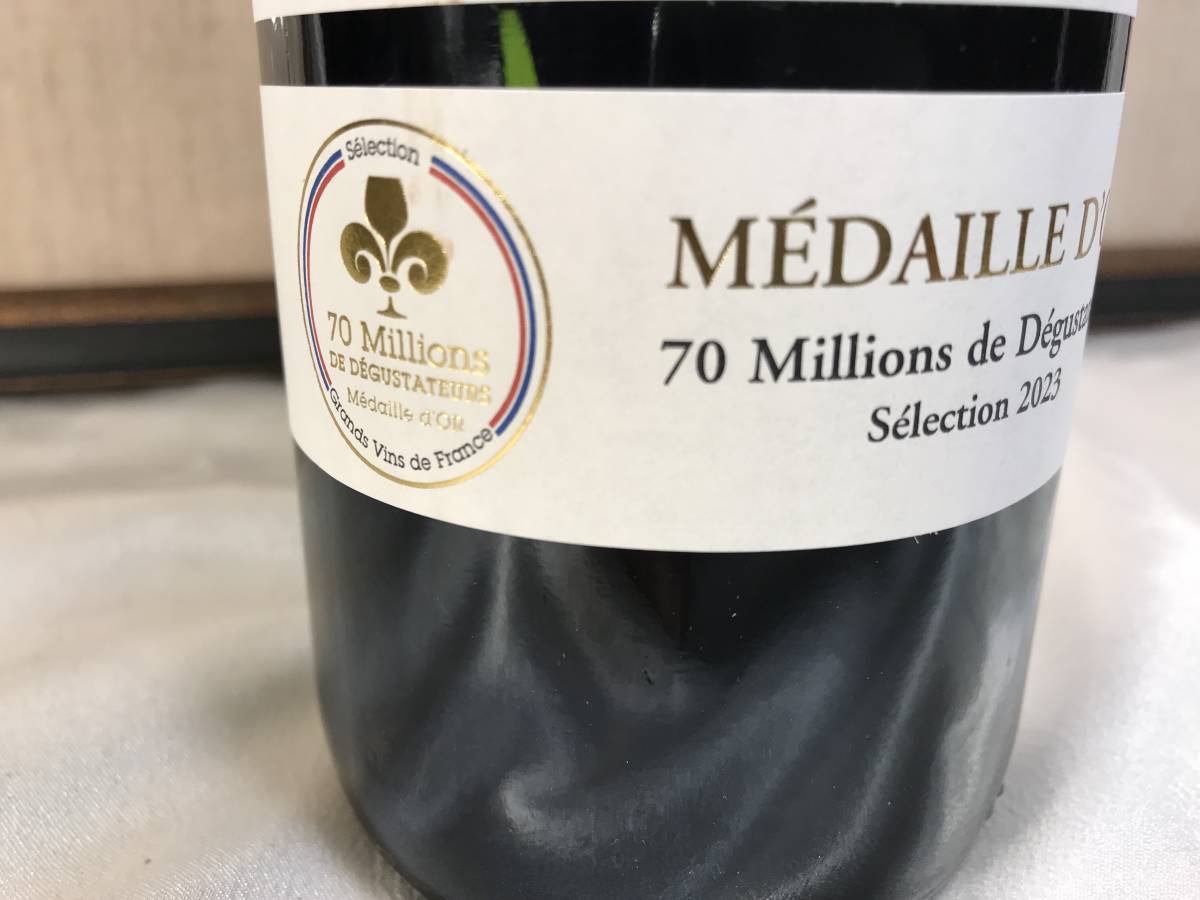 Sélection
70 Millions
DE DÉGUSTATEURS
Médaille d'OR
Grands Vins de France
MÉDAILLE
70 Millions de
Sélection 2023